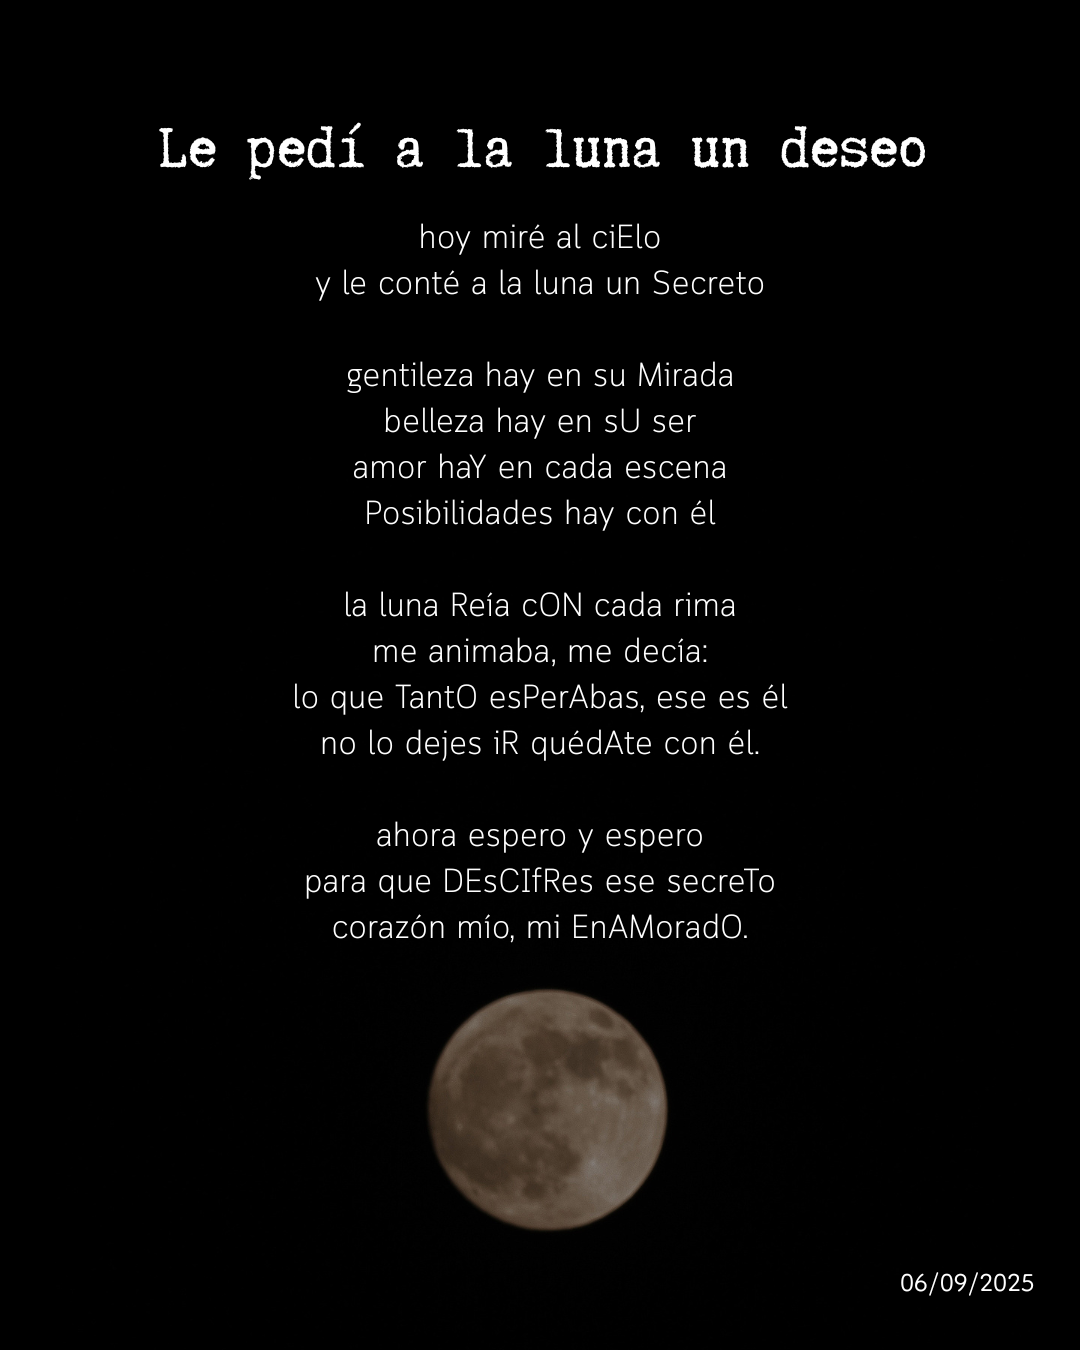 Le pedí a la luna un deseo
hoy miré al ciElo
y le conté a la luna un Secreto
gentileza hay en su Mirada
belleza hay en sU ser
amor haY en cada escena
Posibilidades hay con él
la luna Reía cON cada rima
me animaba, me decía:
lo que TantO esPerAbas, ese es él
no lo dejes iR quédAte con él.
ahora espero y espero
para que DEsCIfRes ese secreTo
corazón mío, mi EnAMoradO.
06/09/2025